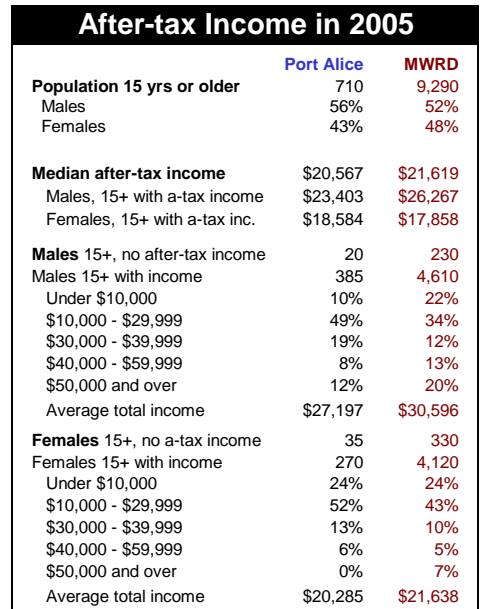 After-tax Income in 2005
Port Alice MWRD
Population 15 yrs or older 710 9,290
Males 56% 52%
Females 43% 48%
Median after-tax income $20,567 $21,619
Males, 15+ with a-tax income $23,403 $26,267
Females, 15+ with a-tax inc. $18,584 $17,858
Males 15+, no after-tax income 20 230
Males 15+ with income 385 4,610
Under $10,000 10% 22%
$10,000 - $29,999 49% 34%
$30,000 - $39,999 19% 12%
$40,000 - $59,999 8% 13%
$50,000 and over 12% 20%
Average total income $27,197 $30,596
Females 15+, no a-tax income 35 330
Females 15+ with income 270 4,120
Under $10,000 24% 24%
$10,000 - $29,999 52% 43%
$30,000 - $39,999 13% 10%
$40,000 - $59,999 6% 5%
$50,000 and over 0% 7%
Average total income $20,285 $21,638